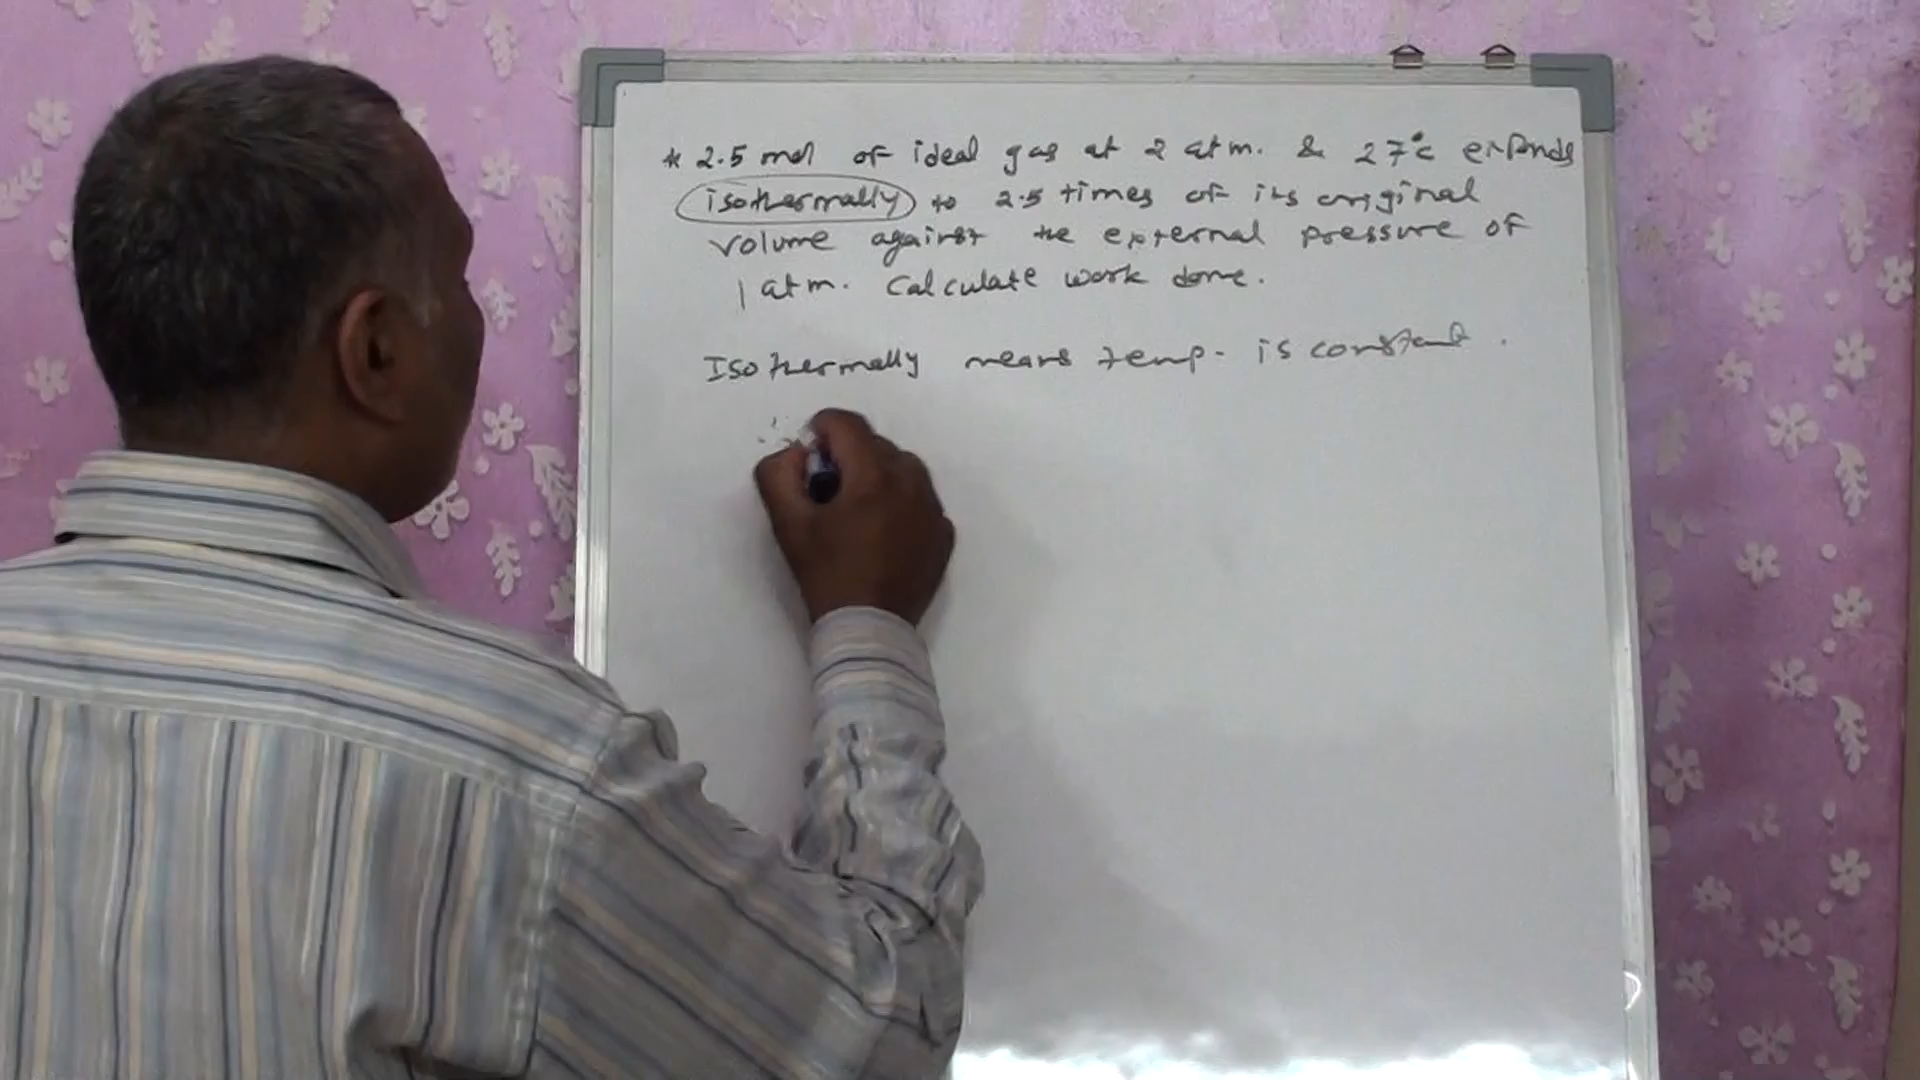 * 2.5 mol of ideal gas at 2 atm. & 27°c expands
isothermally to 2.5 times of its original
volume against the external pressure of
1 atm. Calculate work done.
Isothermally means temp. is constant.